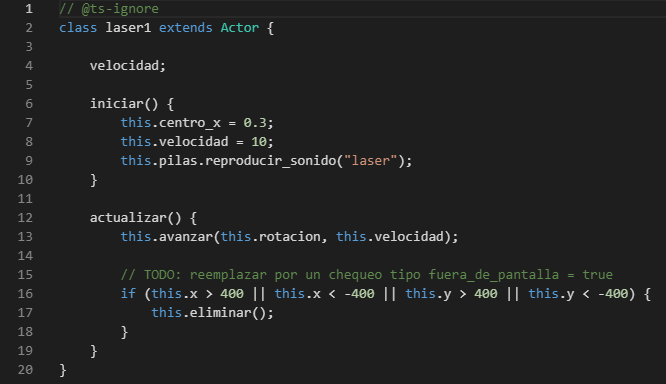 1 // @ts-ignore
2 class laser1 extends Actor {
3
4     velocidad;
5
6     iniciar() {
7         this.centro_x = 0.3;
8         this.velocidad = 10;
9         this.pilas.reproducir_sonido("laser");
10     }
11
12     actualizar() {
13         this.avanzar(this.rotacion, this.velocidad);
14
15         // TODO: reemplazar por un chequeo tipo fuera_de_pantalla = true
16         if (this.x > 400 || this.x < -400 || this.y > 400 || this.y < -400) {
17             this.eliminar();
18         }
19     }
20 }